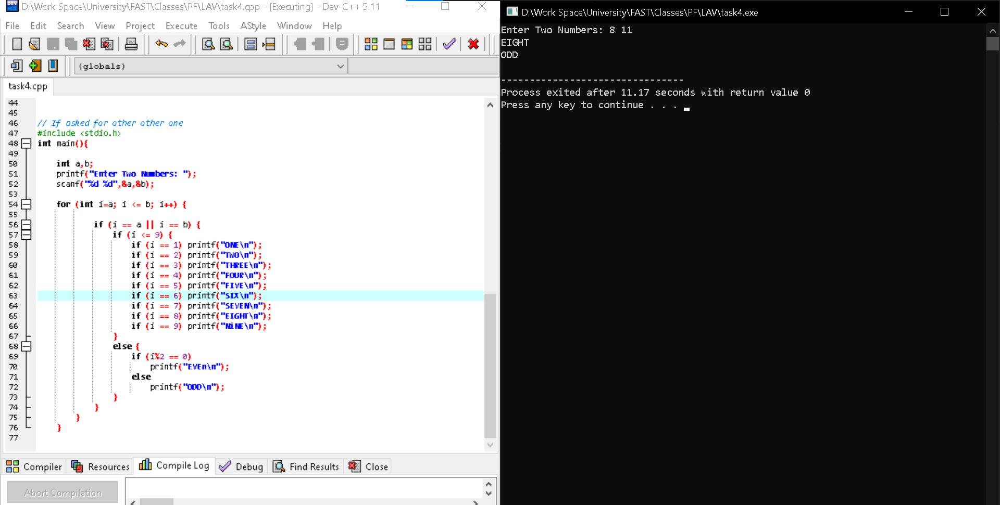 D:\Work Space\University\FAST\Classes\PF\LAV\task4.cpp - [Executing] - Dev-C++ 5.11
File Edit Search View Project Execute Tools AStyle Window Help
(globals)
task4.cpp
44
45
46 // If asked for other other one
47 #include <stdio.h>
48 int main(){
49
50 int a,b;
51 printf("Enter Two Numbers: ");
52 scanf("%d %d",&a,&b);
53
54 for (int i=a; i <= b; i++) {
55
56 if (i == a || i == b) {
57 if (i <= 9) {
58 if (i == 1) printf("ONE\n");
59 if (i == 2) printf("TWO\n");
60 if (i == 3) printf("THREE\n");
61 if (i == 4) printf("FOUR\n");
62 if (i == 5) printf("FIVE\n");
63 if (i == 6) printf("SIX\n");
64 if (i == 7) printf("SEVEN\n");
65 if (i == 8) printf("EIGHT\n");
66 if (i == 9) printf("NiNE\n");
67 }
68 else {
69 if (i%2 == 0)
70 printf("EVEn\n");
71 else
72 printf("ODD\n");
73 }
74 }
75 }
76 }
77
Compiler Resources Compile Log Debug Find Results Close
Abort Compilation
D:\Work Space\University\FAST\Classes\PF\LAV\task4.exe
Enter Two Numbers: 8 11
EIGHT
ODD
--------------------------------
Process exited after 11.17 seconds with return value 0
Press any key to continue . . .